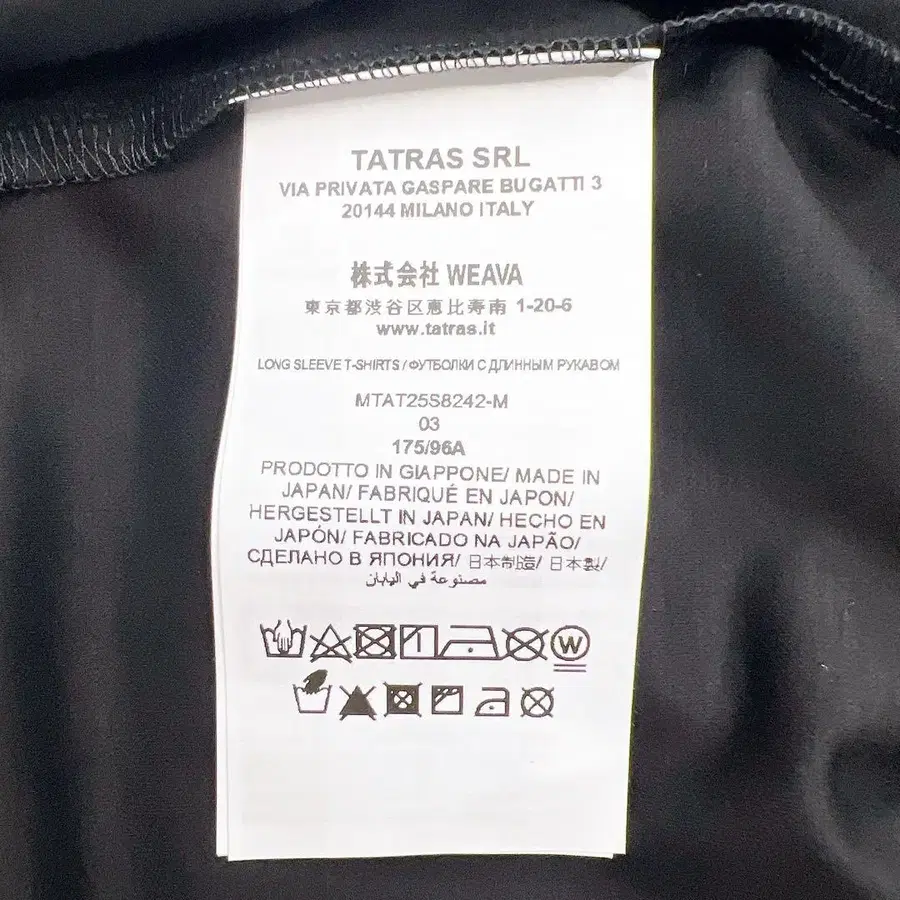 TATRAS SRL
VIA PRIVATA GASPARE BUGATTI 3
20144 MILANO ITALY
株式会社 WEAVA
東京都渋谷区恵比寿南 1-20-6
www.tatras.it
LONG SLEEVE T-SHIRTS / ФУТБОЛКИ С ДЛИННЫМ РУКАВОМ
MTAT25S8242-M
03
175/96A
PRODOTTO IN GIAPPONE/ MADE IN
JAPAN/ FABRIQUÉ EN JAPON/
HERGESTELLT IN JAPAN/ HECHO EN
JAPÓN/ FABRICADO NA JAPÃO/
СДЕЛАНО В ЯПОНИЯ/ 日本制造/ 日本製/
مصنوعة في اليابان
W